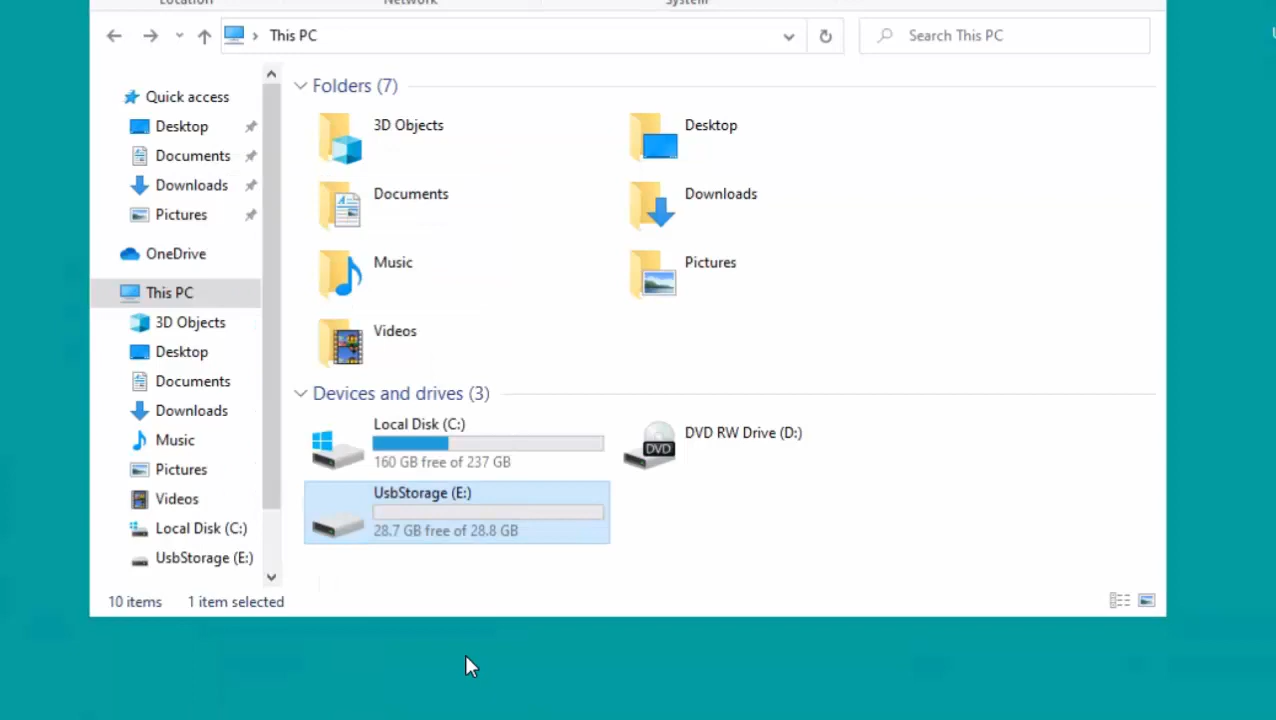 Location Network System
This PC
Search This PC
Quick access
Desktop
Documents
Downloads
Pictures
OneDrive
This PC
3D Objects
Desktop
Documents
Downloads
Music
Pictures
Videos
Local Disk (C:)
UsbStorage (E:)
Folders (7)
3D Objects
Desktop
Documents
Downloads
Music
Pictures
Videos
Devices and drives (3)
Local Disk (C:)
160 GB free of 237 GB
DVD RW Drive (D:)
DVD
UsbStorage (E:)
28.7 GB free of 28.8 GB
10 items 1 item selected